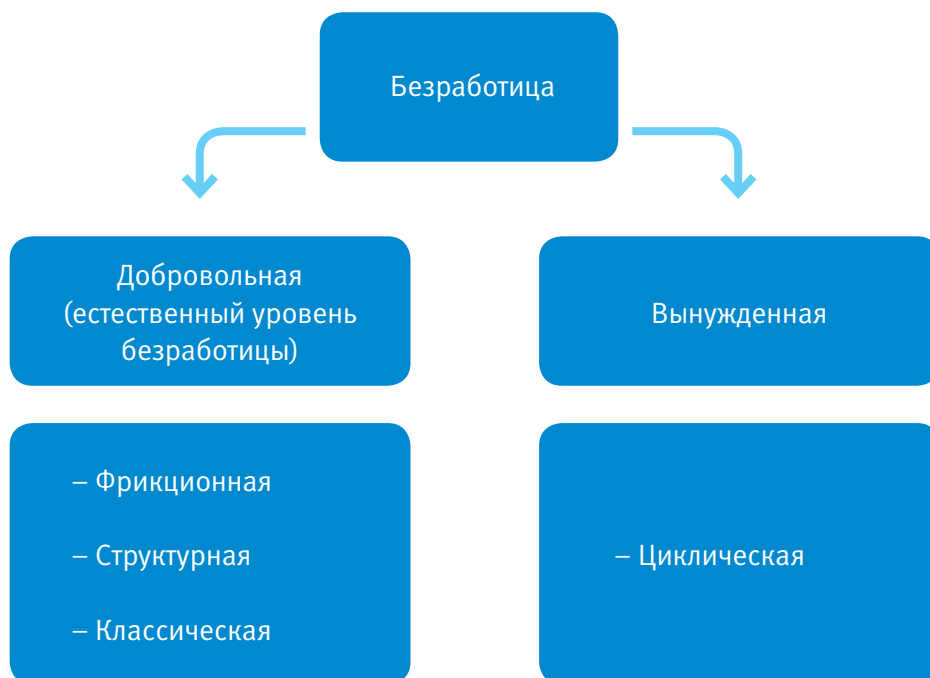 Безработица
Добровольная
(естественный уровень
безработицы)
Вынужденная
– Фрикционная
– Структурная
– Классическая
– Циклическая